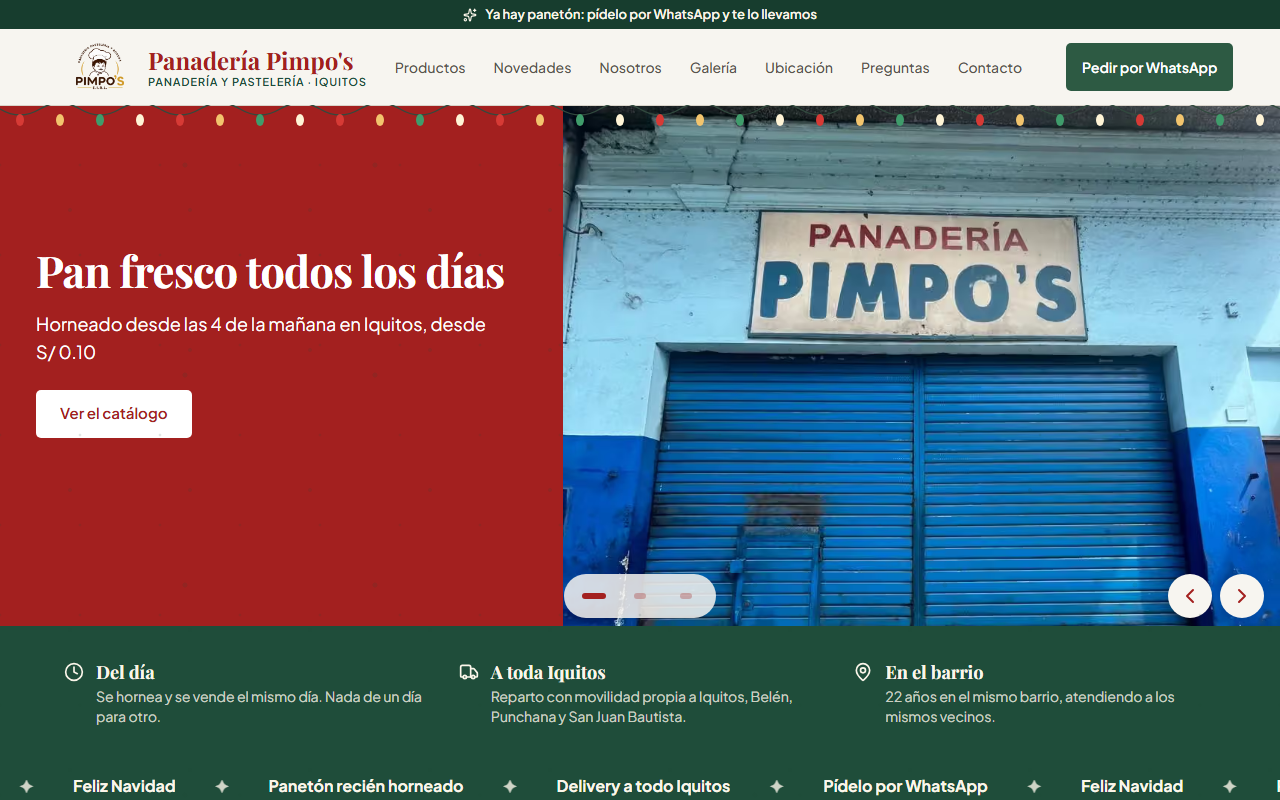 Ya hay panetón: pídelo por WhatsApp y te lo llevamos
PIMPO'S
Panadería Pimpo's
PANADERÍA Y PASTELERÍA · IQUITOS
Productos
Novedades
Nosotros
Galería
Ubicación
Preguntas
Contacto
Pedir por WhatsApp
Pan fresco todos los días
Horneado desde las 4 de la mañana en Iquitos, desde
S/ 0.10
Ver el catálogo
PANADERÍA
PIMPO'S
Del día
Se hornea y se vende el mismo día. Nada de un día
para otro.
A toda Iquitos
Reparto con movilidad propia a Iquitos, Belén,
Punchana y San Juan Bautista.
En el barrio
22 años en el mismo barrio, atendiendo a los
mismos vecinos.
Feliz Navidad
Panetón recién horneado
Delivery a todo Iquitos
Pídelo por WhatsApp
Feliz Navidad